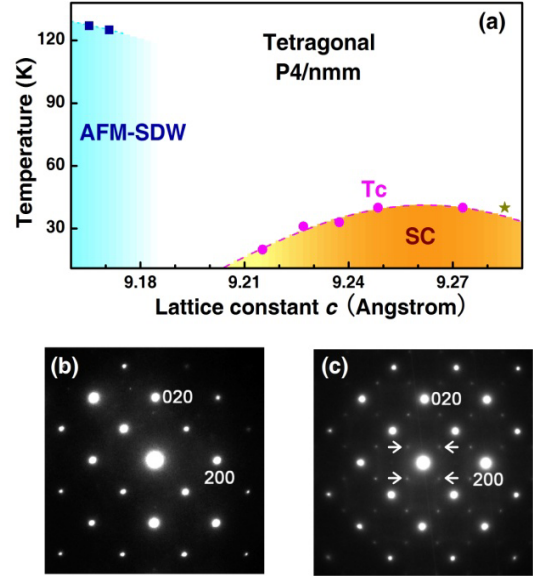 (a)
Tetragonal
P4/nmm
120
90
60
30
Temperature (K)
AFM-SDW
Tc
SC
9.18
9.21
9.24
9.27
Lattice constant c (Angstrom)
(b)
020
200
(c)
020
200